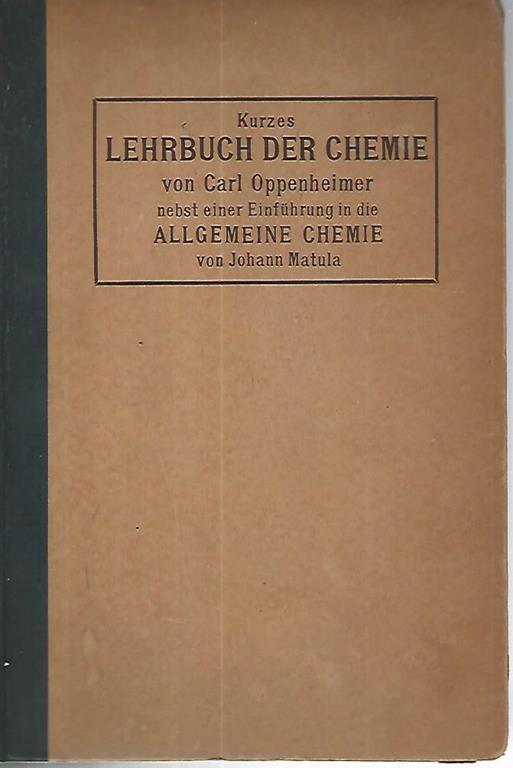 Kurzes
LEHRBUCH DER CHEMIE
von Carl Oppenheimer
nebst einer Einführung in die
ALLGEMEINE CHEMIE
von Johann Matula